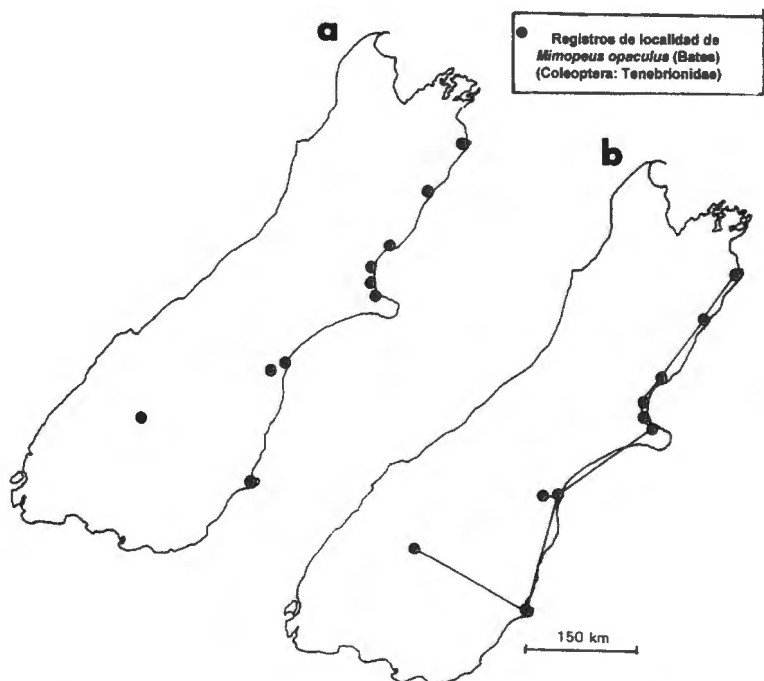 a
Registros de localidad de
Mimopeus opaculus (Bates)
(Coleoptera: Tenebrionidae)
b
150 km